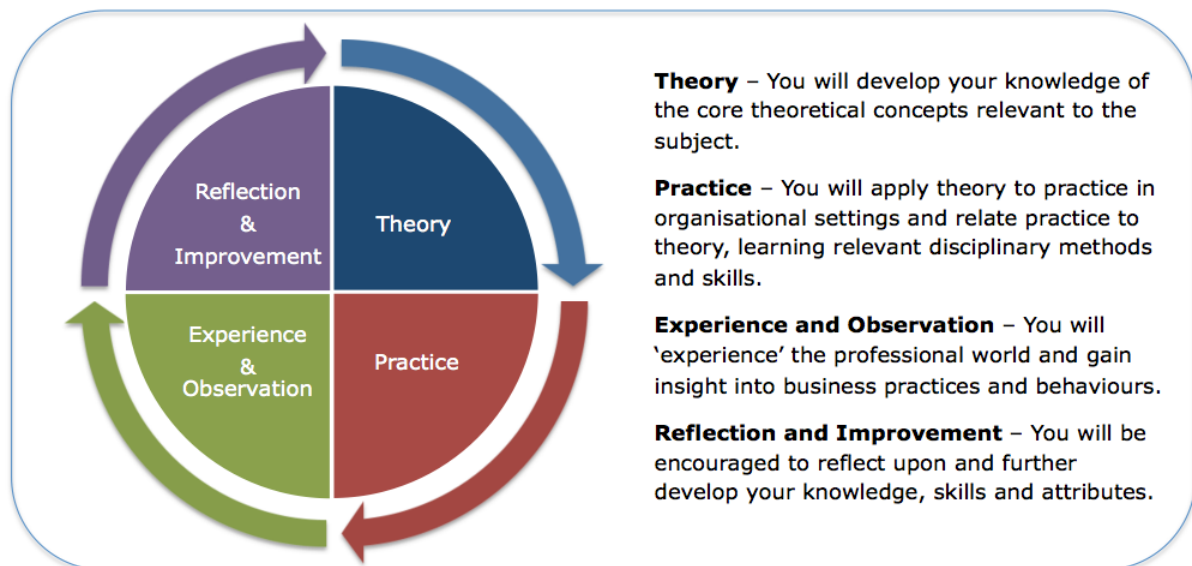 Reflection
&
Improvement
Theory
Experience
&
Observation
Practice
Theory – You will develop your knowledge of
the core theoretical concepts relevant to the
subject.
Practice – You will apply theory to practice in
organisational settings and relate practice to
theory, learning relevant disciplinary methods
and skills.
Experience and Observation – You will
‘experience’ the professional world and gain
insight into business practices and behaviours.
Reflection and Improvement – You will be
encouraged to reflect upon and further
develop your knowledge, skills and attributes.